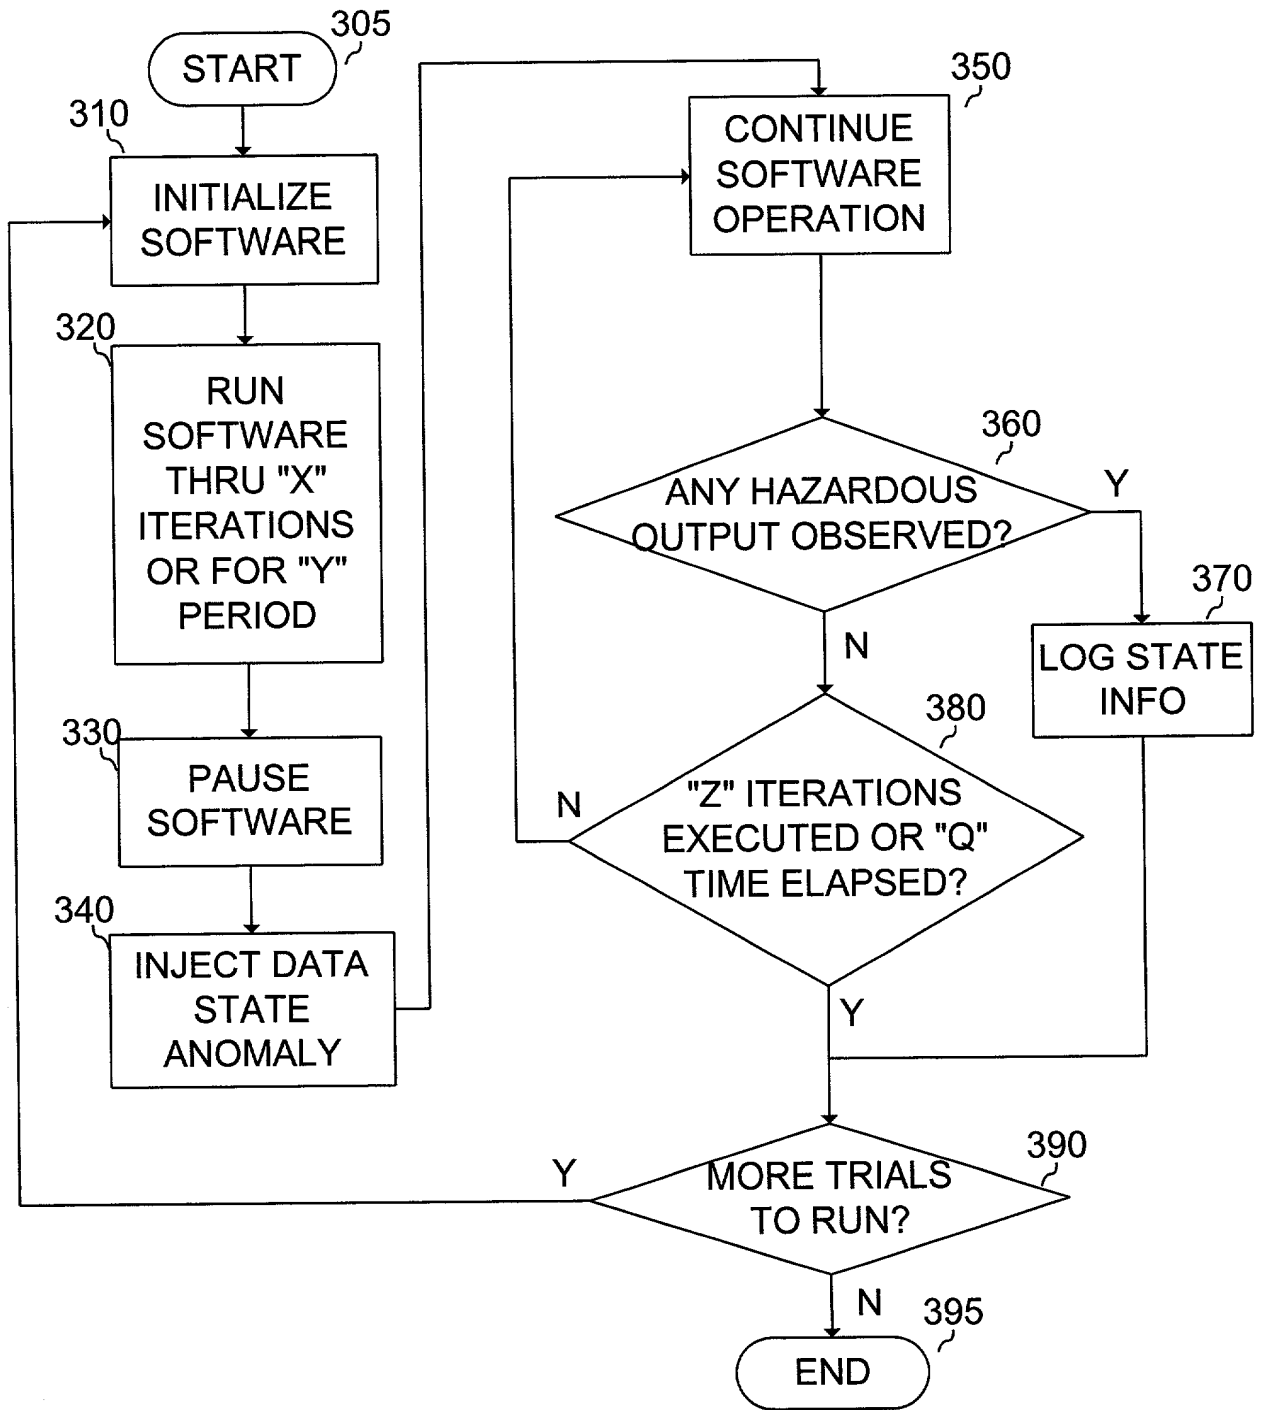 305
START
310
INITIALIZE
SOFTWARE
320
RUN
SOFTWARE
THRU "X"
ITERATIONS
OR FOR "Y"
PERIOD
330
PAUSE
SOFTWARE
340
INJECT DATA
STATE
ANOMALY
350
CONTINUE
SOFTWARE
OPERATION
360
ANY HAZARDOUS
OUTPUT OBSERVED?
Y
N
370
LOG STATE
INFO
380
"Z" ITERATIONS
EXECUTED OR "Q"
TIME ELAPSED?
N
Y
390
MORE TRIALS
TO RUN?
Y
N
395
END